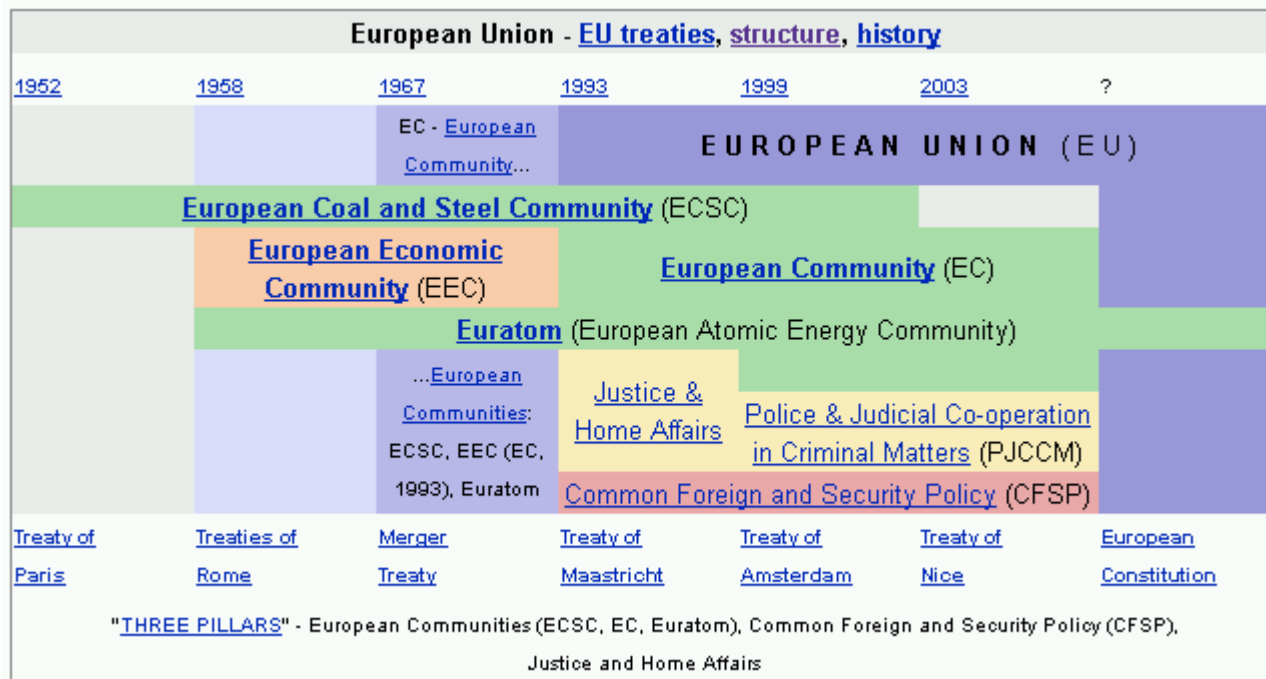 European Union - EU treaties, structure, history
1952 1958 1967 1993 1999 2003 ?
EC - European
Community...
EUROPEAN UNION (EU)
European Coal and Steel Community (ECSC)
European Economic
Community (EEC)
European Community (EC)
Euratom (European Atomic Energy Community)
...European
Communities:
ECSC, EEC (EC,
1993), Euratom
Justice &
Home Affairs
Police & Judicial Co-operation
in Criminal Matters (PJCCM)
Common Foreign and Security Policy (CFSP)
Treaty of
Paris
Treaties of
Rome
Merger
Treaty
Treaty of
Maastricht
Treaty of
Amsterdam
Treaty of
Nice
European
Constitution
"THREE PILLARS" - European Communities (ECSC, EC, Euratom), Common Foreign and Security Policy (CFSP),
Justice and Home Affairs